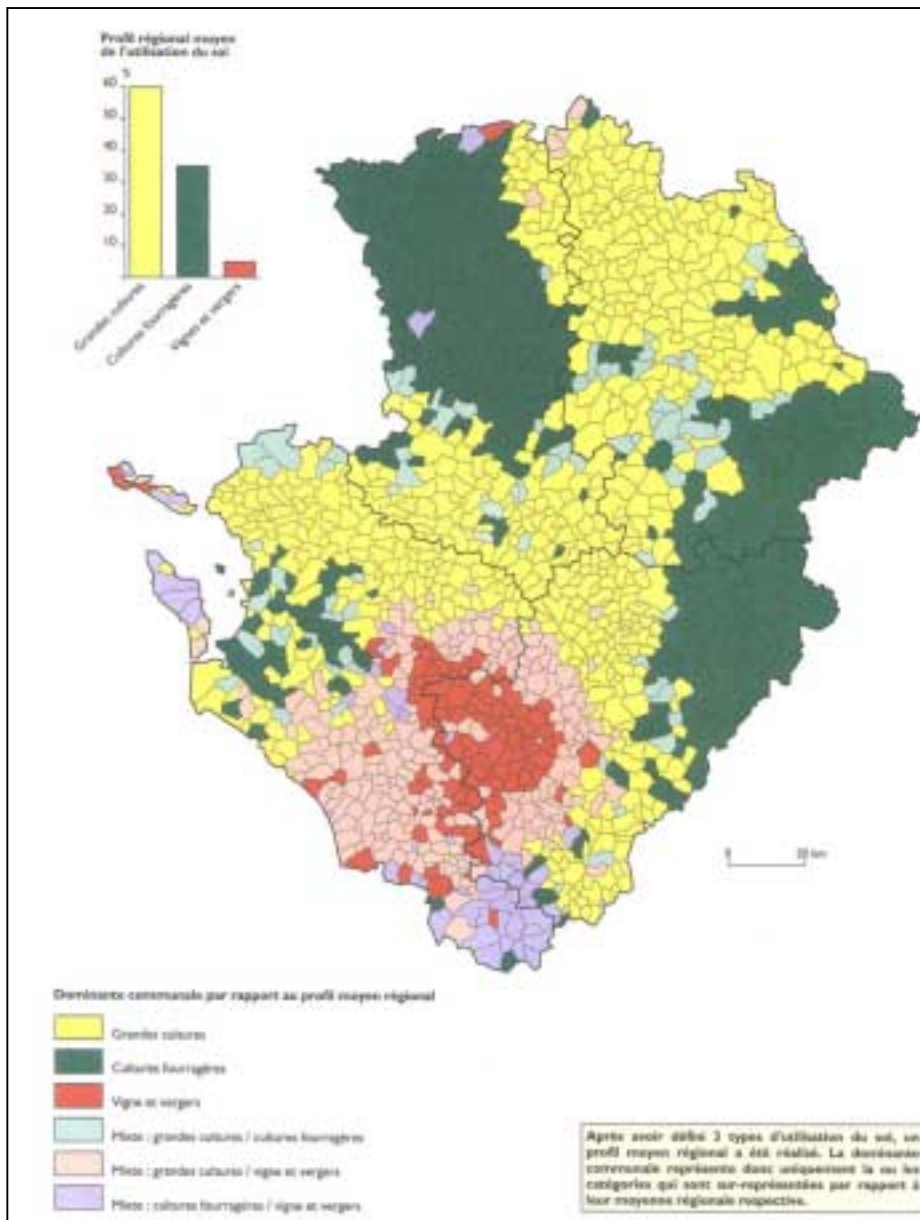 Profil régional moyen
de l'utilisation du sol
%
60
50
40
30
20
10
Grandes cultures
Cultures fourragères
Vignes et vergers
0 20 km
Dominante communale par rapport au profil moyen régional
Grandes cultures
Cultures fourragères
Vigne et vergers
Mixte : grandes cultures / cultures fourragères
Mixte : grandes cultures / vigne et vergers
Mixte : cultures fourragères / vigne et vergers
Après avoir défini 3 types d'utilisation du sol, un
profil moyen régional a été réalisé. La dominante
communale représente donc uniquement la ou les
catégories qui sont sur-représentées par rapport à
leur moyenne régionale respective.